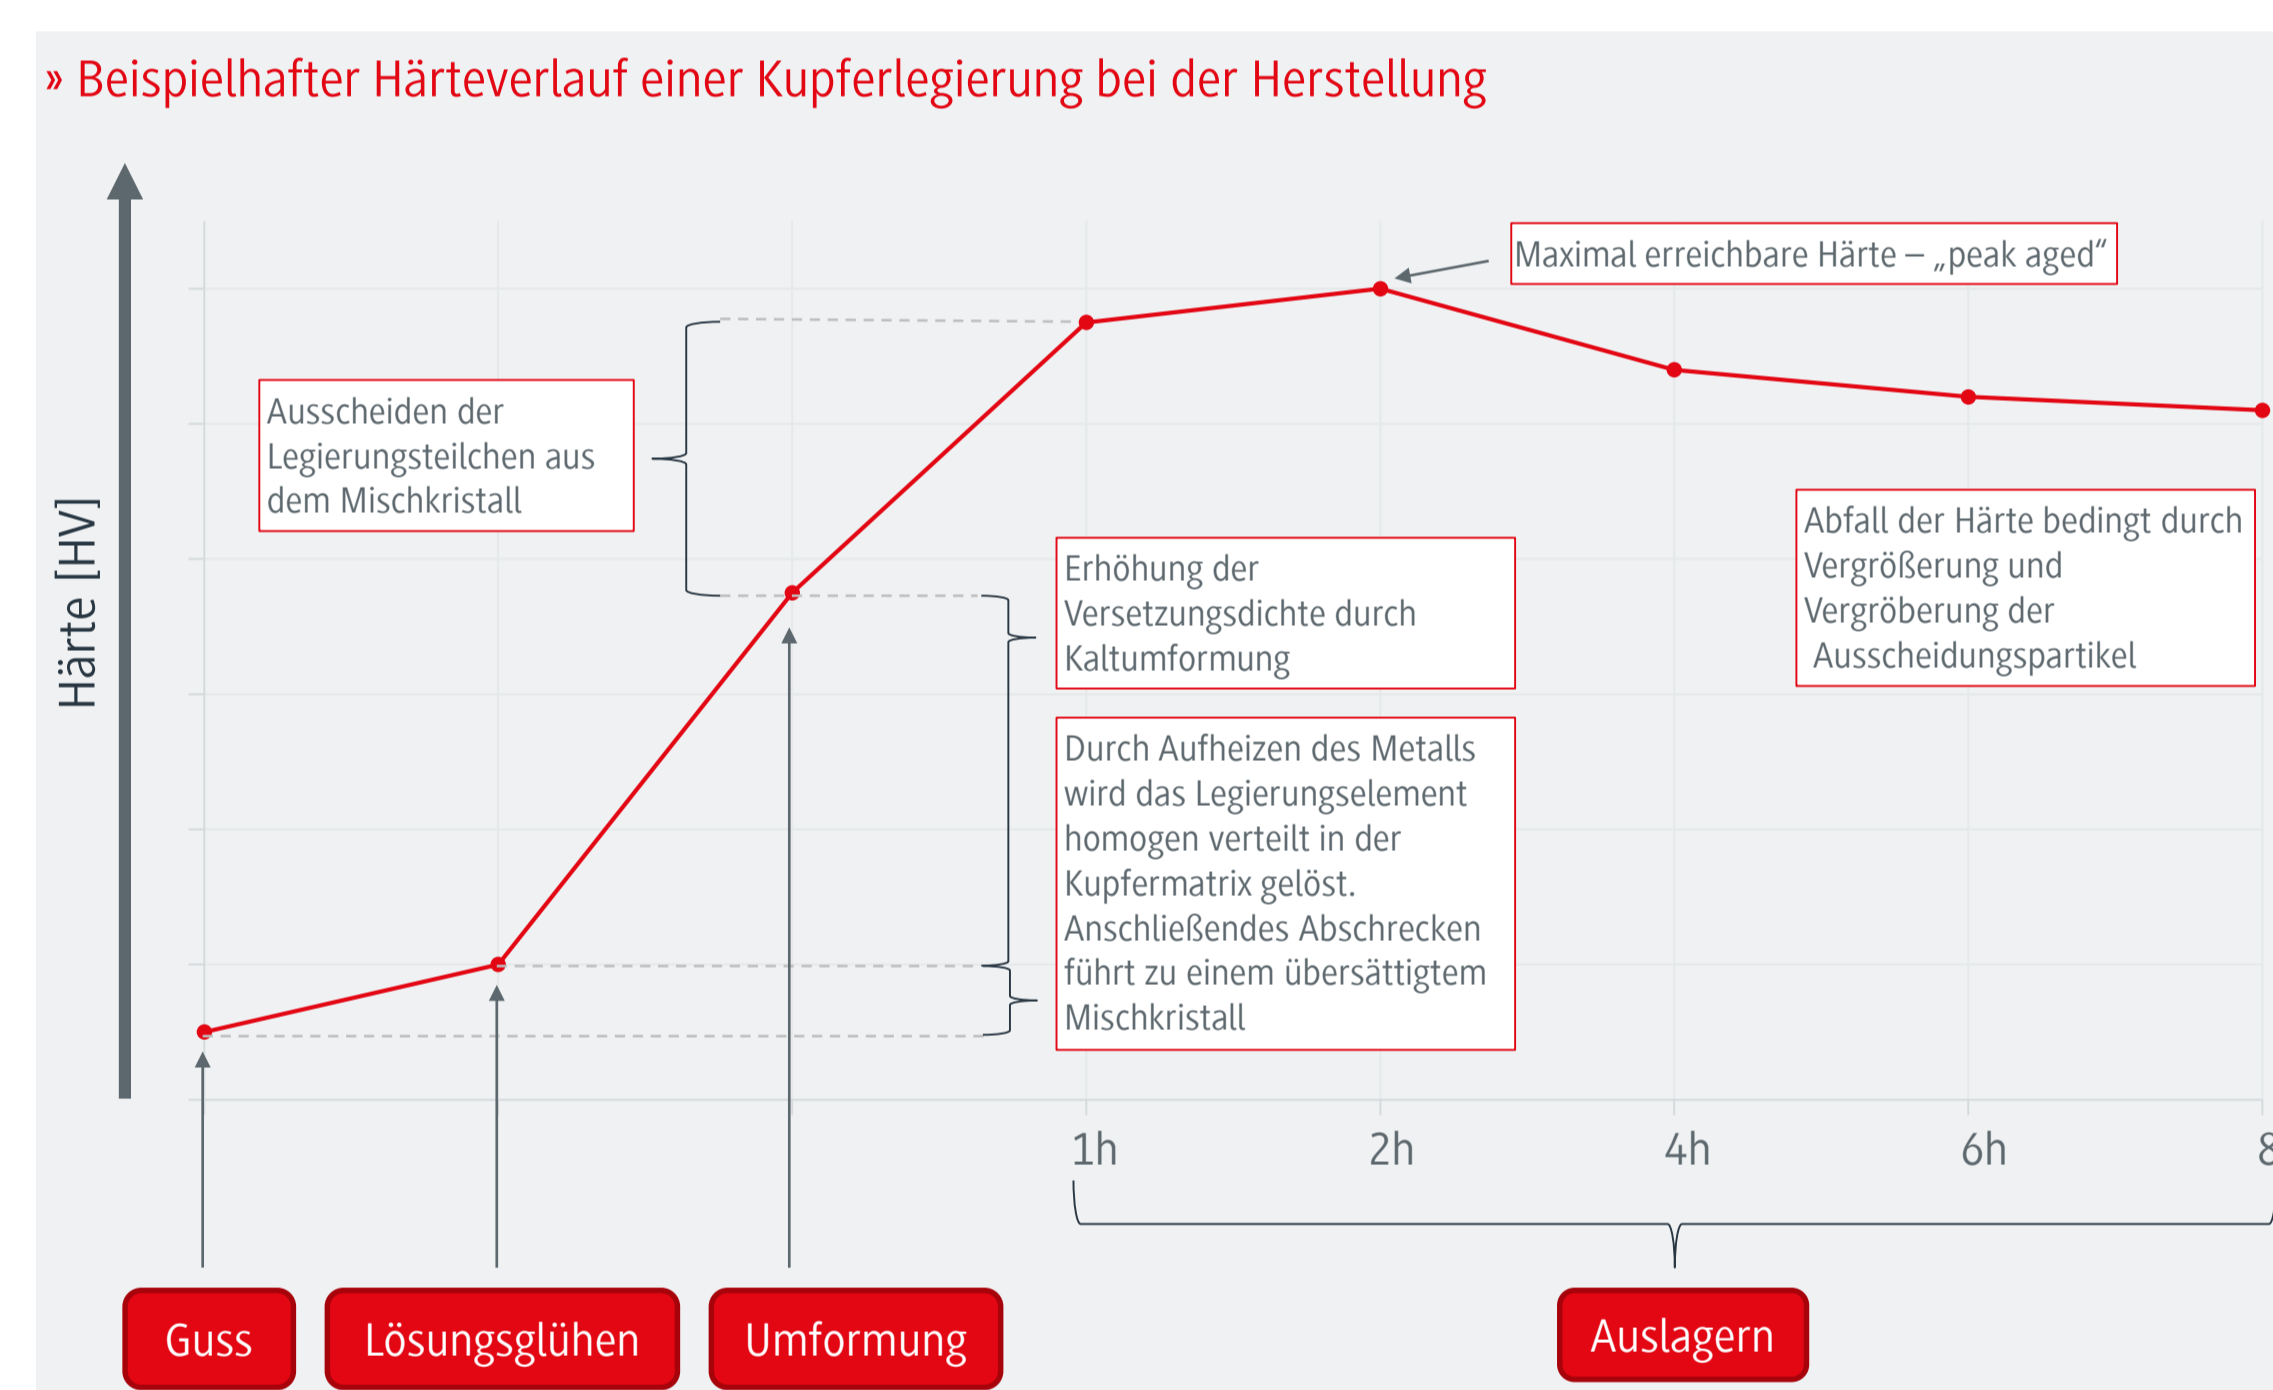 » Beispielhafter Härteverlauf einer Kupferlegierung bei der Herstellung
Maximal erreichbare Härte – „peak aged“
Ausscheiden der
Legierungsteilchen aus
dem Mischkristall
Härte [HV]
Erhöhung der
Versetzungsdichte durch
Kaltumformung
Abfall der Härte bedingt durch
Vergrößerung und
Vergröberung der
Ausscheidungspartikel
Durch Aufheizen des Metalls
wird das Legierungselement
homogen verteilt in der
Kupfermatrix gelöst.
Anschließendes Abschrecken
führt zu einem übersättigtem
Mischkristall
1h 2h 4h 6h 8
Guss Lösungsglühen Umformung Auslagern